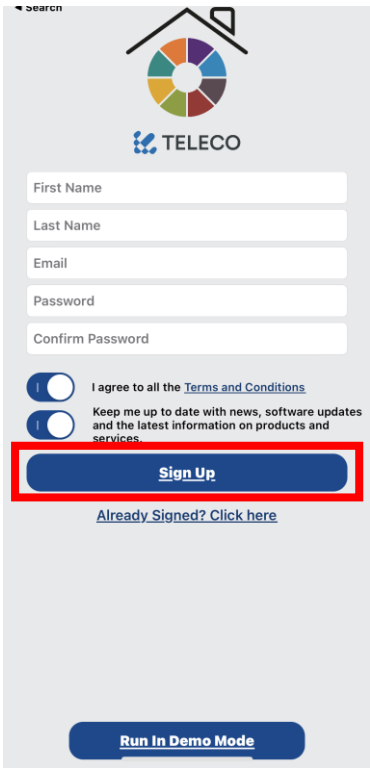 ◂ Search
TELECO
First Name
Last Name
Email
Password
Confirm Password
I agree to all the Terms and Conditions
Keep me up to date with news, software updates
and the latest information on products and
services.
Sign Up
Already Signed? Click here
Run In Demo Mode